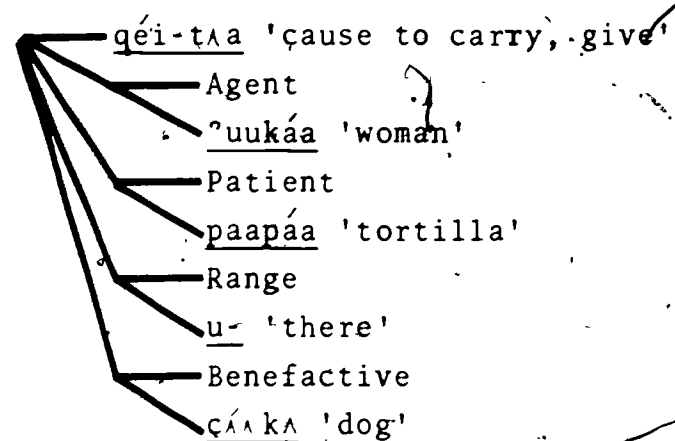 qéi-tʌa 'cause to carry, give'
Agent
ʔuukáa 'woman'
Patient
paapáa 'tortilla'
Range
u- 'there'
Benefactive
çʌ́ʌkʌ 'dog'